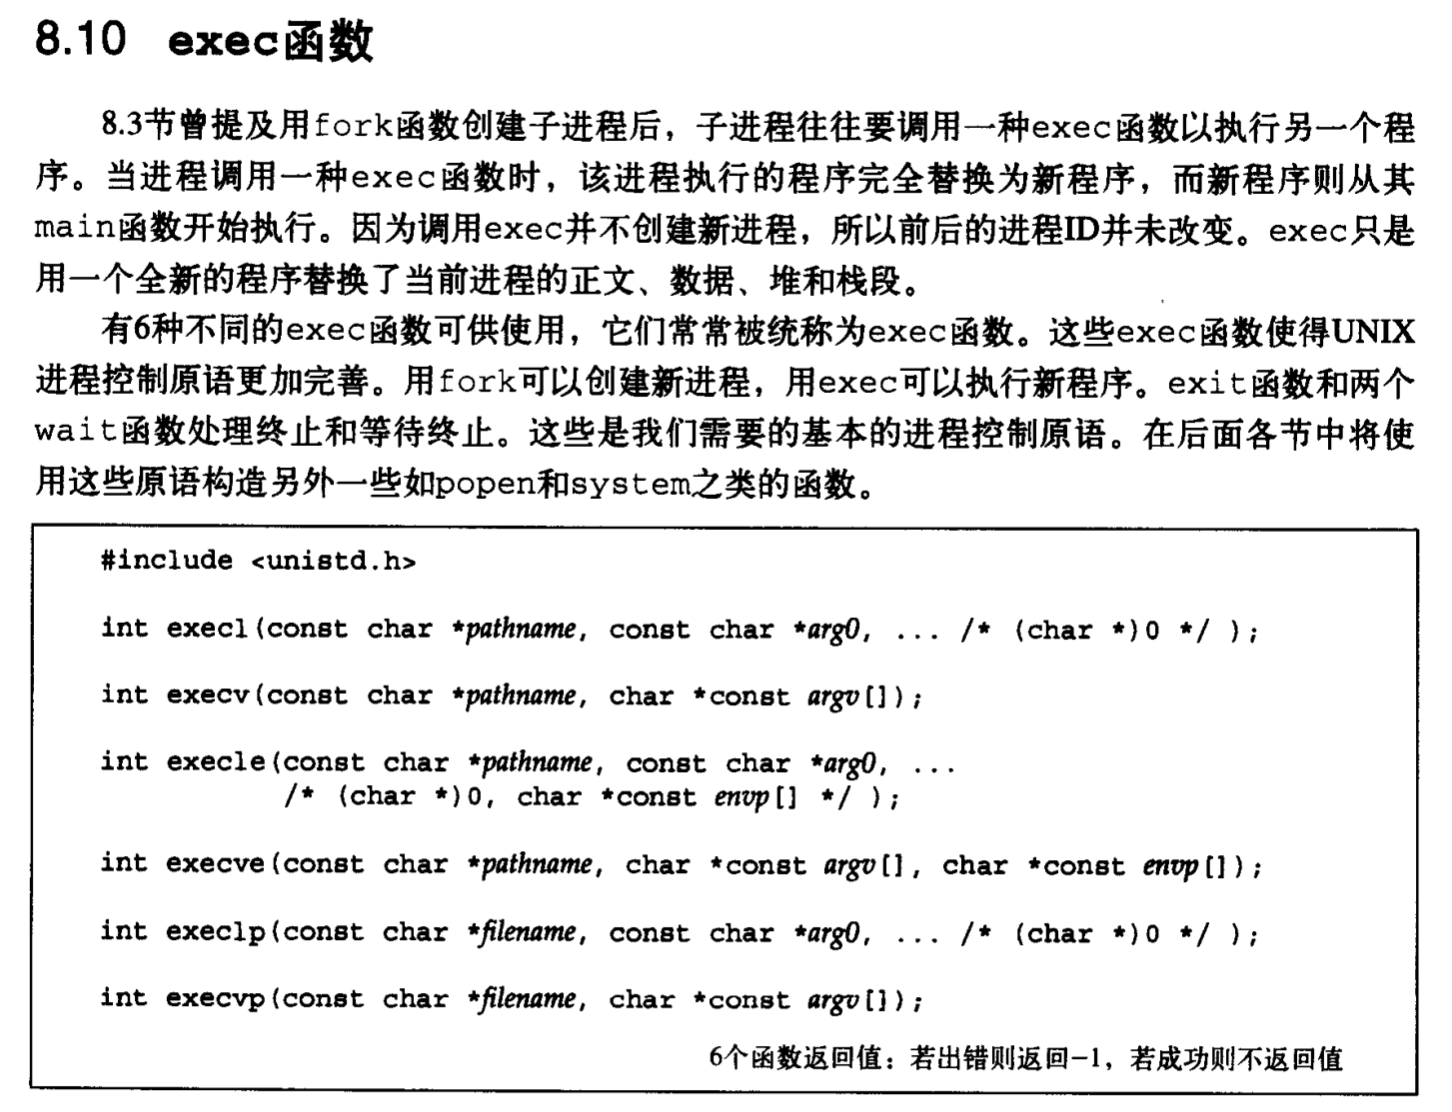 8.10 exec函数
8.3节曾提及用fork函数创建子进程后，子进程往往要调用一种exec函数以执行另一个程
序。当进程调用一种exec函数时，该进程执行的程序完全替换为新程序，而新程序则从其
main函数开始执行。因为调用exec并不创建新进程，所以前后的进程ID并未改变。exec只是
用一个全新的程序替换了当前进程的正文、数据、堆和栈段。
有6种不同的exec函数可供使用，它们常常被统称为exec函数。这些exec函数使得UNIX
进程控制原语更加完善。用fork可以创建新进程，用exec可以执行新程序。exit函数和两个
wait函数处理终止和等待终止。这些是我们需要的基本的进程控制原语。在后面各节中将使
用这些原语构造另外一些如popen和system之类的函数。
#include <unistd.h>
int execl(const char *pathname, const char *arg0, ... /* (char *)0 */ );
int execv(const char *pathname, char *const argv[]);
int execle(const char *pathname, const char *arg0, ...
/* (char *)0, char *const envp[] */ );
int execve(const char *pathname, char *const argv[], char *const envp[]);
int execlp(const char *filename, const char *arg0, ... /* (char *)0 */ );
int execvp(const char *filename, char *const argv[]);
6个函数返回值：若出错则返回-1，若成功则不返回值